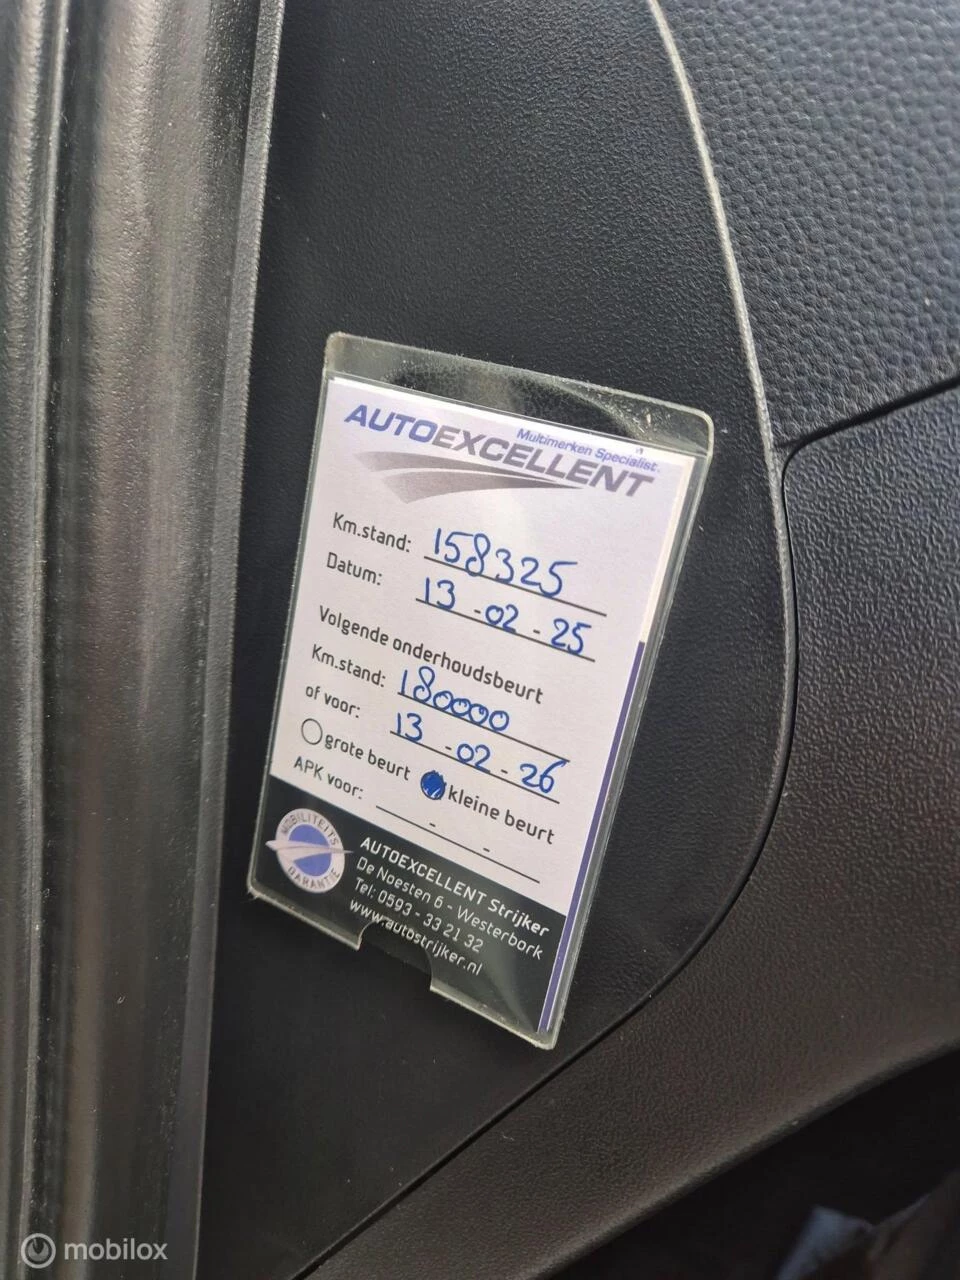 AUTOEXCELLENT
Multimerken Specialist
Km.stand: 158325
Datum: 13-02-25
Volgende onderhoudsbeurt
Km.stand: 180000
of voor: 13-02-26
grote beurt kleine beurt
APK voor: - -
MOBILITEITS
GARANTIE
AUTOEXCELLENT Strijker
De Noesten 6 - Westerbork
Tel: 0593 - 33 21 32
www.autostrijker.nl
mobilox